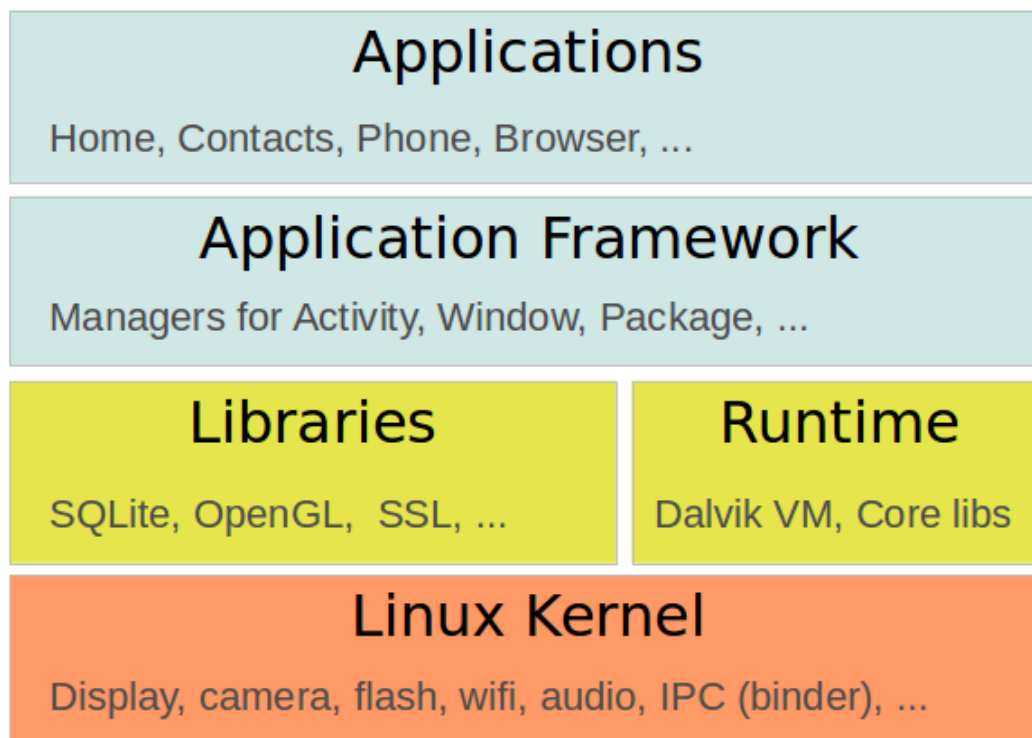 Applications
Home, Contacts, Phone, Browser, ...
Application Framework
Managers for Activity, Window, Package, ...
Libraries
SQLite, OpenGL,  SSL, ...
Runtime
Dalvik VM, Core libs
Linux Kernel
Display, camera, flash, wifi, audio, IPC (binder), ...